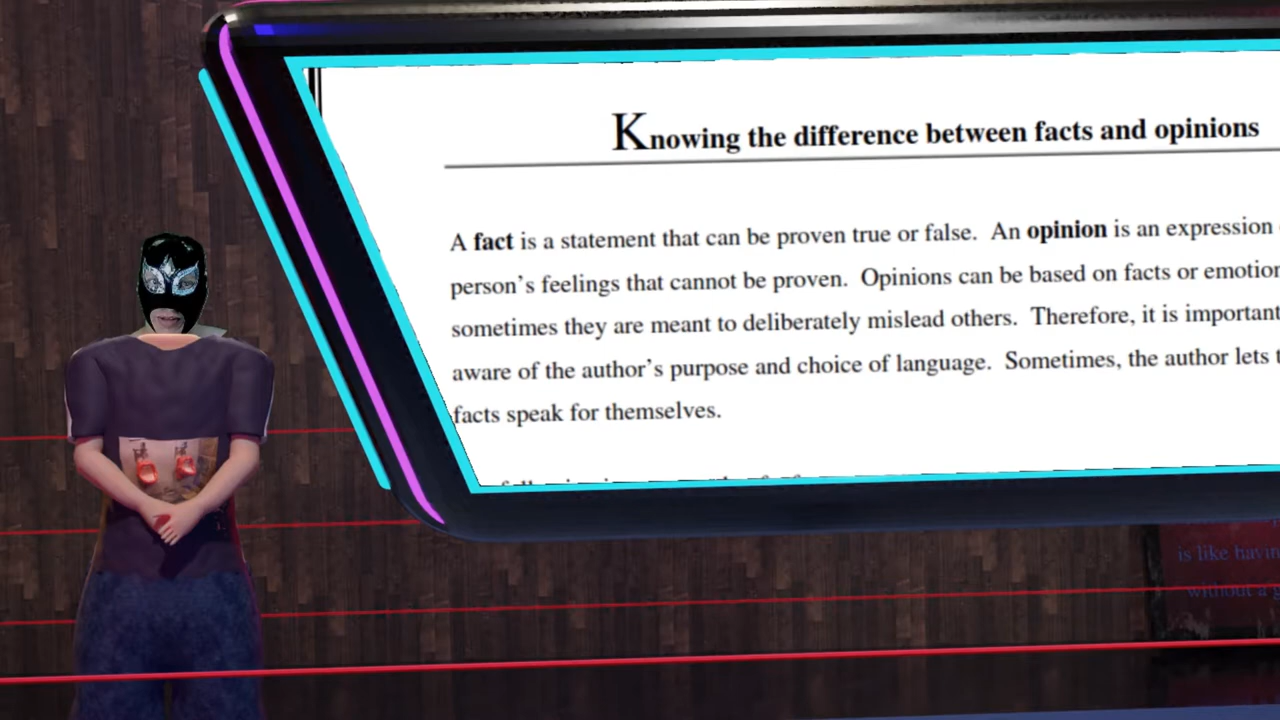 Knowing the difference between facts and opinions
A fact is a statement that can be proven true or false. An opinion is an expression
person's feelings that cannot be proven. Opinions can be based on facts or
sometimes they are meant to deliberately mislead others. Therefore, it is important
aware of the author's purpose and choice of language. Sometimes, the author lets
facts speak for themselves.
is like
without a